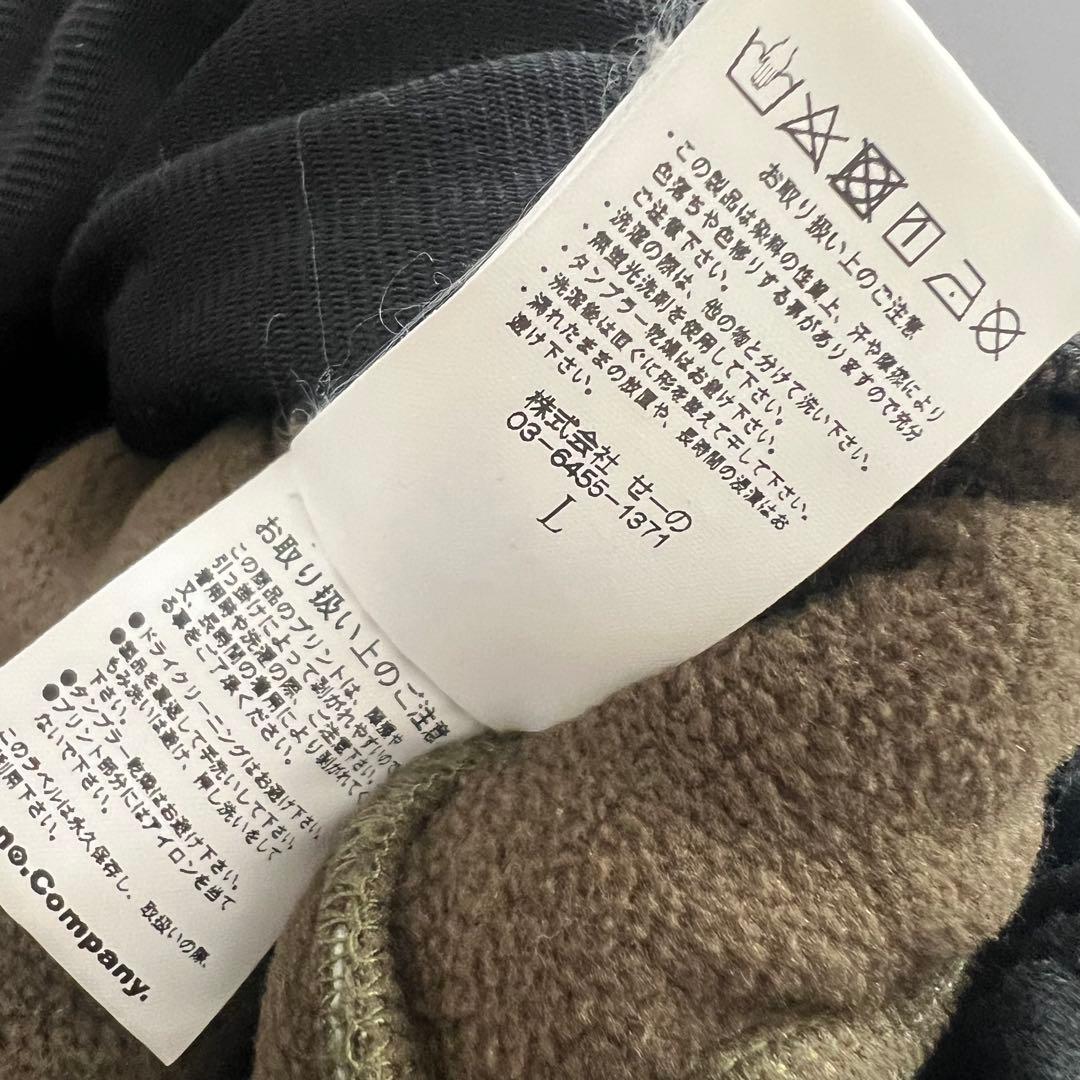 お取り扱い上のご注意
・この製品は染料の性質上、汗や摩擦により
色落ちや色移りする事がありますので充分
ご注意下さい。
・洗濯の際は、他の物と分けて洗い下さい。
・無蛍光洗剤を使用して下さい。
・タンブラー乾燥はお避け下さい。
・洗濯後は直ぐに形を整えて干して下さい。
・濡れたままの放置や、長時間の浸漬はお
避け下さい。
株式会社 せーの
03-6455-1371
L
お取り扱い上のご注意
この商品のプリントは、摩擦や
引っ掛けによって剥がれやすいので
着用時や洗濯の際、ご注意下さい。
又、長期間の着用により剥がれてく
る事をご了承ください。
●ドライクリーニングはお避け下さい。
●製品を裏返して手洗いして下さい。
もみ洗いは避け、押し洗いをして
下さい。
●タンブラー乾燥はお避け下さい。
●プリント部分にはアイロンを当て
ないで下さい。
このラベルは永久保存し、取扱いの際、
利用下さい。
no.Company.